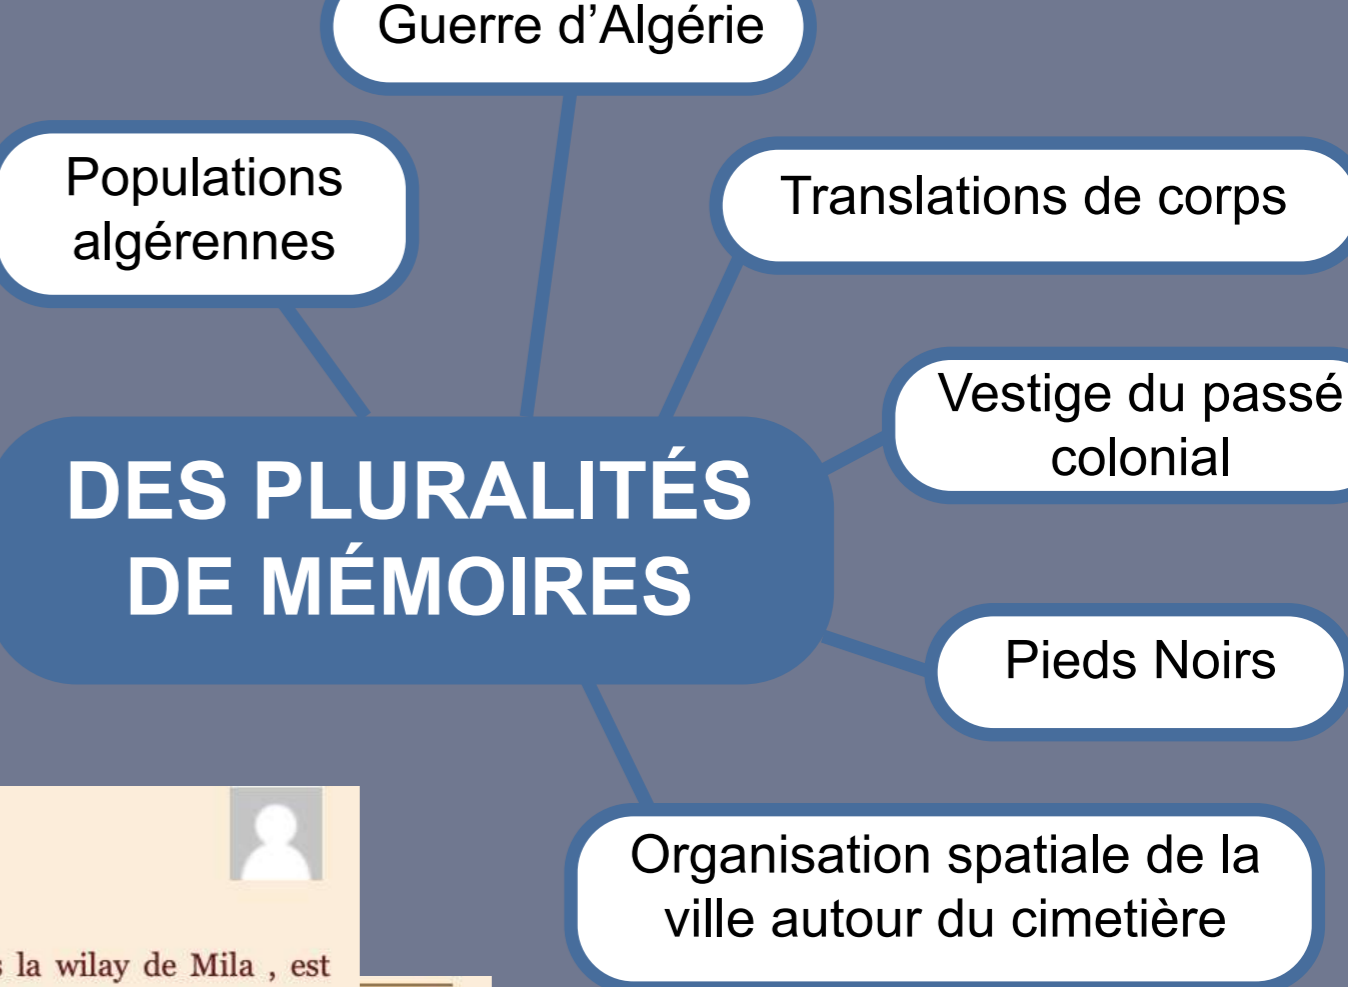 Guerre d’Algérie
Populations
algérennes
Translations de corps
Vestige du passé
colonial
DES PLURALITÉS
DE MÉMOIRES
Pieds Noirs
Organisation spatiale de la
ville autour du cimetière
la wilay de Mila , est